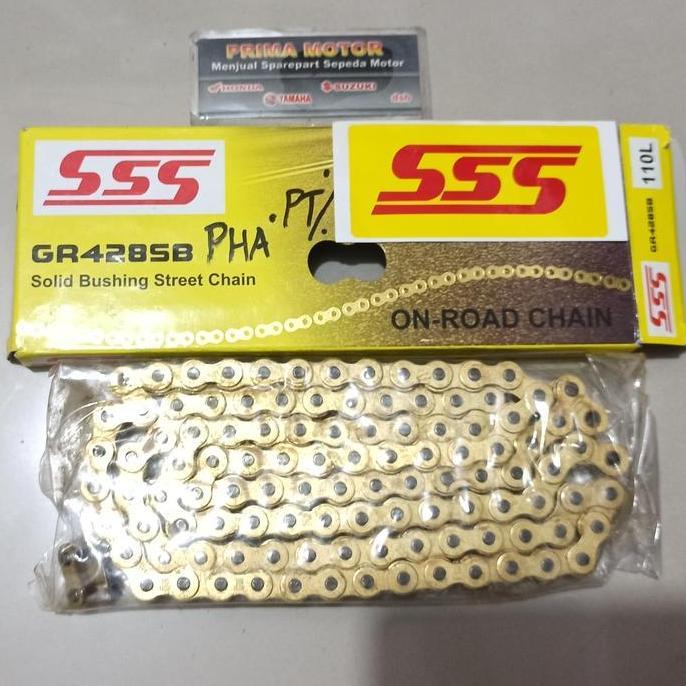 PRIMA MOTOR
Menjual Sparepart Sepeda Motor
HONDA SUZUKI
YAMAHA dsb
SSS
SSS
GR428SB
PHA. PT/
Solid Bushing Street Chain
ON-ROAD CHAIN
110L
GR428SB
SSS